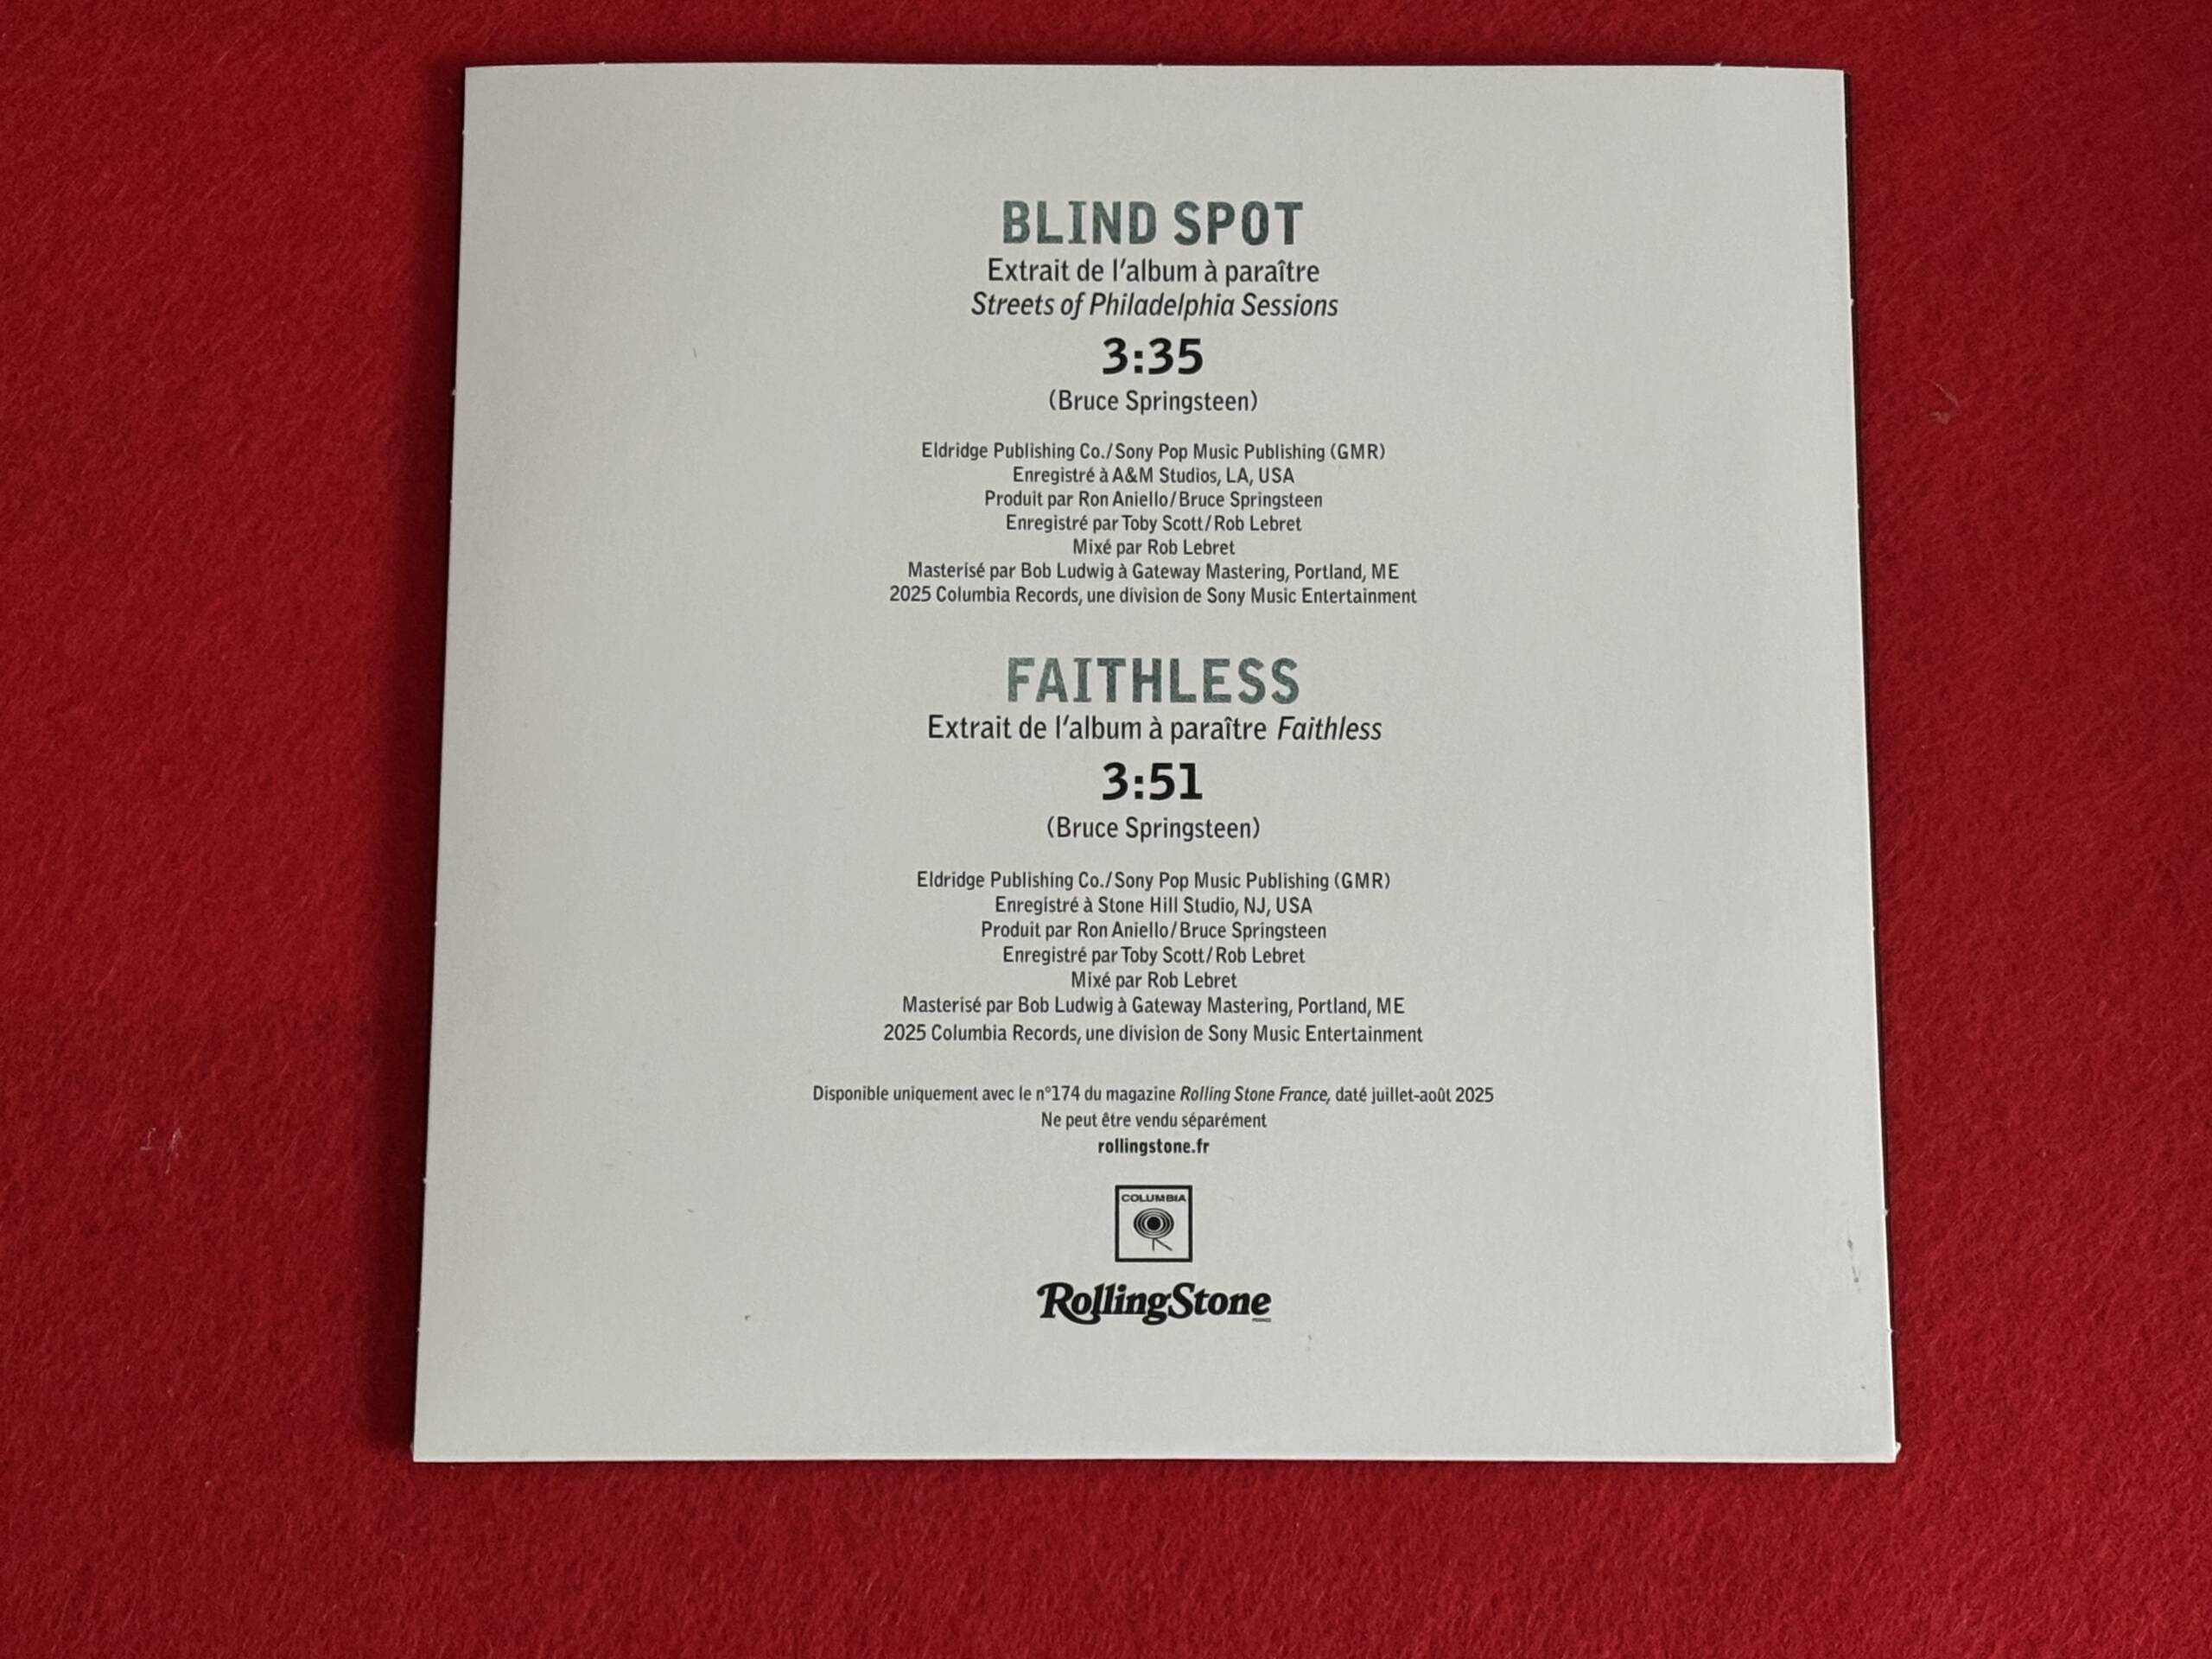 BLIND SPOT
Extrait de l'album à paraître
Streets of Philadelphia Sessions
3:35
(Bruce Springsteen)
Eldridge Publishing Co./Sony Pop Music Publishing (GMR)
Enregistré à A&M Studios, LA, USA
Produit par Ron Aniello/Bruce Springsteen
Enregistré par Toby Scott/Rob Lebret
Mixé par Rob Lebret
Masterisé par Bob Ludwig à Gateway Mastering, Portland, ME
2025 Columbia Records, une division de Sony Music Entertainment
FAITHLESS
Extrait de l'album à paraître Faithless
3:51
(Bruce Springsteen)
Eldridge Publishing Co./Sony Pop Music Publishing (GMR)
Enregistré à Stone Hill Studio, NJ, USA
Produit par Ron Aniello/Bruce Springsteen
Enregistré par Toby Scott/Rob Lebret
Mixé par Rob Lebret
Masterisé par Bob Ludwig à Gateway Mastering, Portland, ME
2025 Columbia Records, une division de Sony Music Entertainment
Disponible uniquement avec le n°174 du magazine Rolling Stone France, daté juillet-août 2025
Ne peut être vendu séparément
rollingstone.fr
COLUMBIA
RollingStone
FRANCE